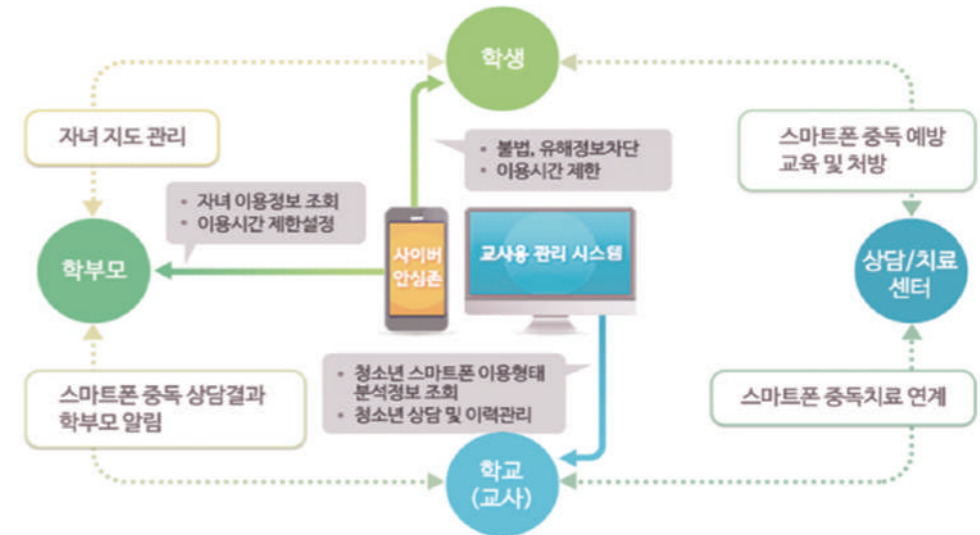 학생
자녀 지도 관리
• 불법, 유해정보차단
• 이용시간 제한
스마트폰 중독 예방
교육 및 처방
• 자녀 이용정보 조회
• 이용시간 제한설정
학부모
사이버
안심존
교사용 관리 시스템
상담/치료
센터
• 청소년 스마트폰 이용형태
분석정보 조회
• 청소년 상담 및 이력관리
스마트폰 중독 상담결과
학부모 알림
스마트폰 중독치료 연계
학교
(교사)